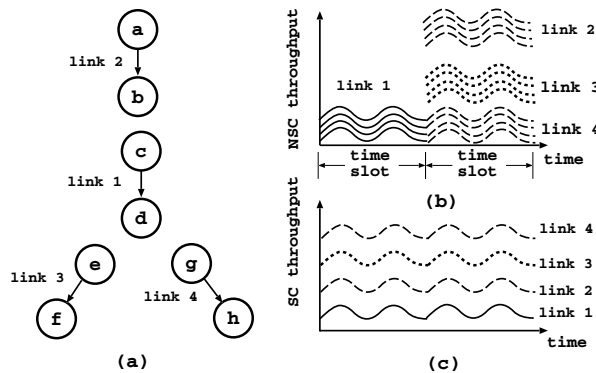 a
link 2
b
c
link 1
d
e
g
link 3
link 4
f
h
(a)
NSC throughput
link 1
link 2
link 3
link 4
time
slot
time
slot
time
(b)
SC throughput
link 4
link 3
link 2
link 1
time
(c)